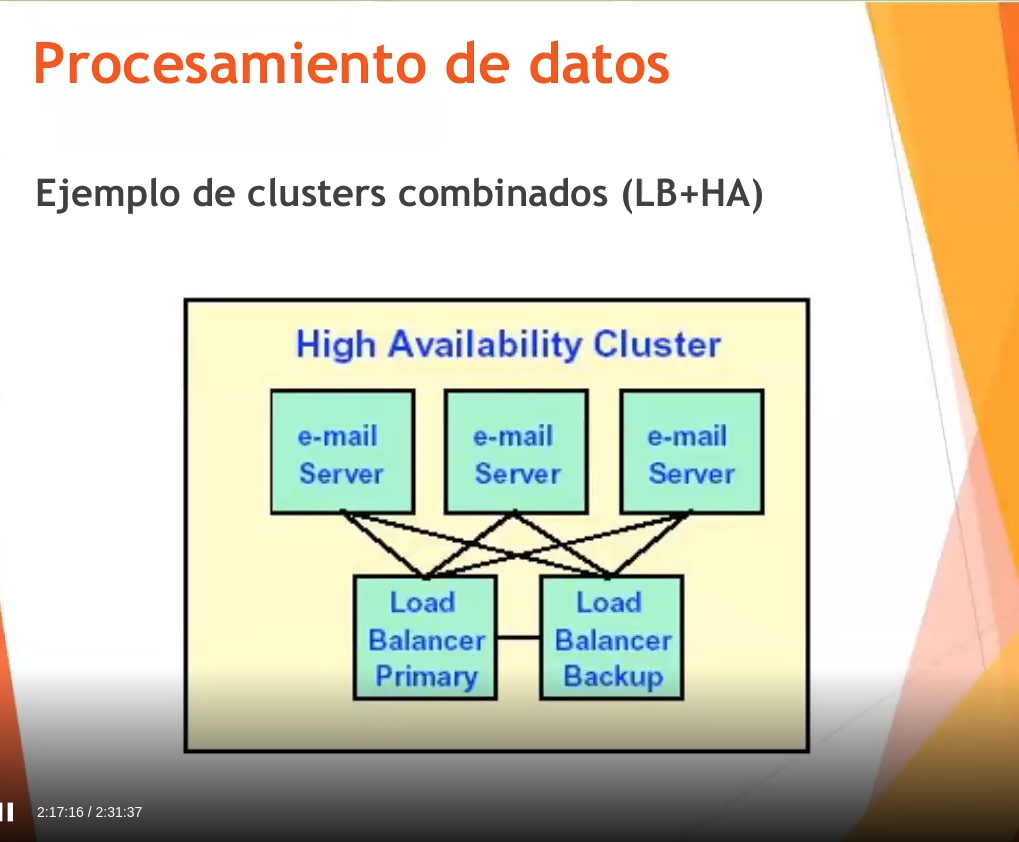 Procesamiento de datos
Ejemplo de clusters combinados (LB+HA)
High Availability Cluster
e-mail
Server
e-mail
Server
e-mail
Server
Load
Balancer
Primary
Load
Balancer
Backup
2:17:16 / 2:31:37